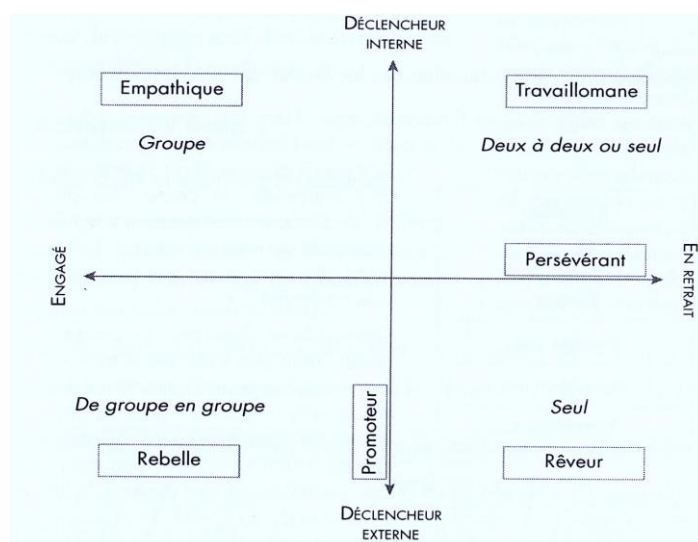 DÉCLENCHEUR
INTERNE
Empathique
Travaillomane
Groupe
Deux à deux ou seul
ENGAGÉ
Persévérant
EN RETRAIT
De groupe en groupe
Promoteur
Seul
Rebelle
Rêveur
DÉCLENCHEUR
EXTERNE